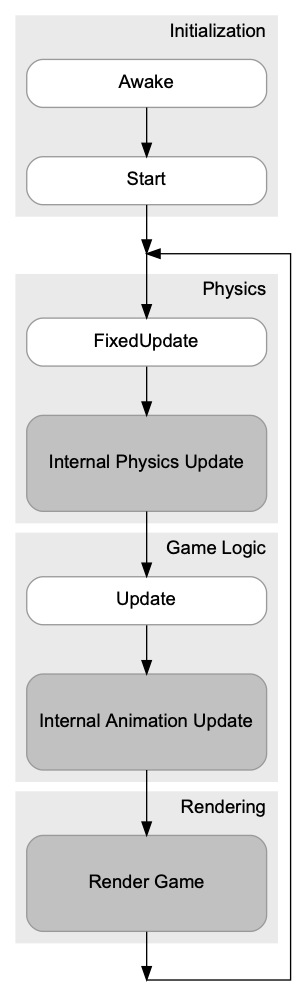 Initialization
Awake
Start
Physics
FixedUpdate
Internal Physics Update
Game Logic
Update
Internal Animation Update
Rendering
Render Game